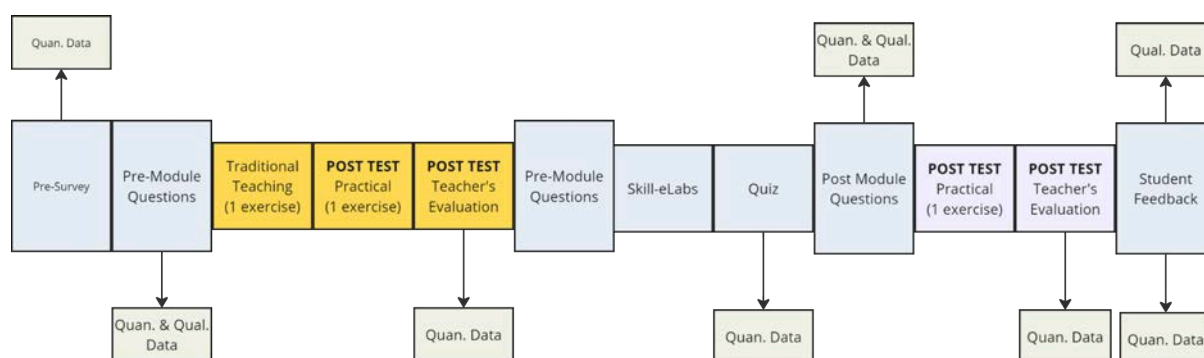 Quan. Data
Quan. & Qual.
Data
Qual. Data
Pre-Survey
Pre-Module
Questions
Traditional
Teaching
(1 exercise)
POST TEST
Practical
(1 exercise)
POST TEST
Teacher's
Evaluation
Pre-Module
Questions
Skill-eLabs
Quiz
Post Module
Questions
POST TEST
Practical
(1 exercise)
POST TEST
Teacher's
Evaluation
Student
Feedback
Quan. & Qual.
Data
Quan. Data
Quan. Data
Quan. Data
Quan. Data